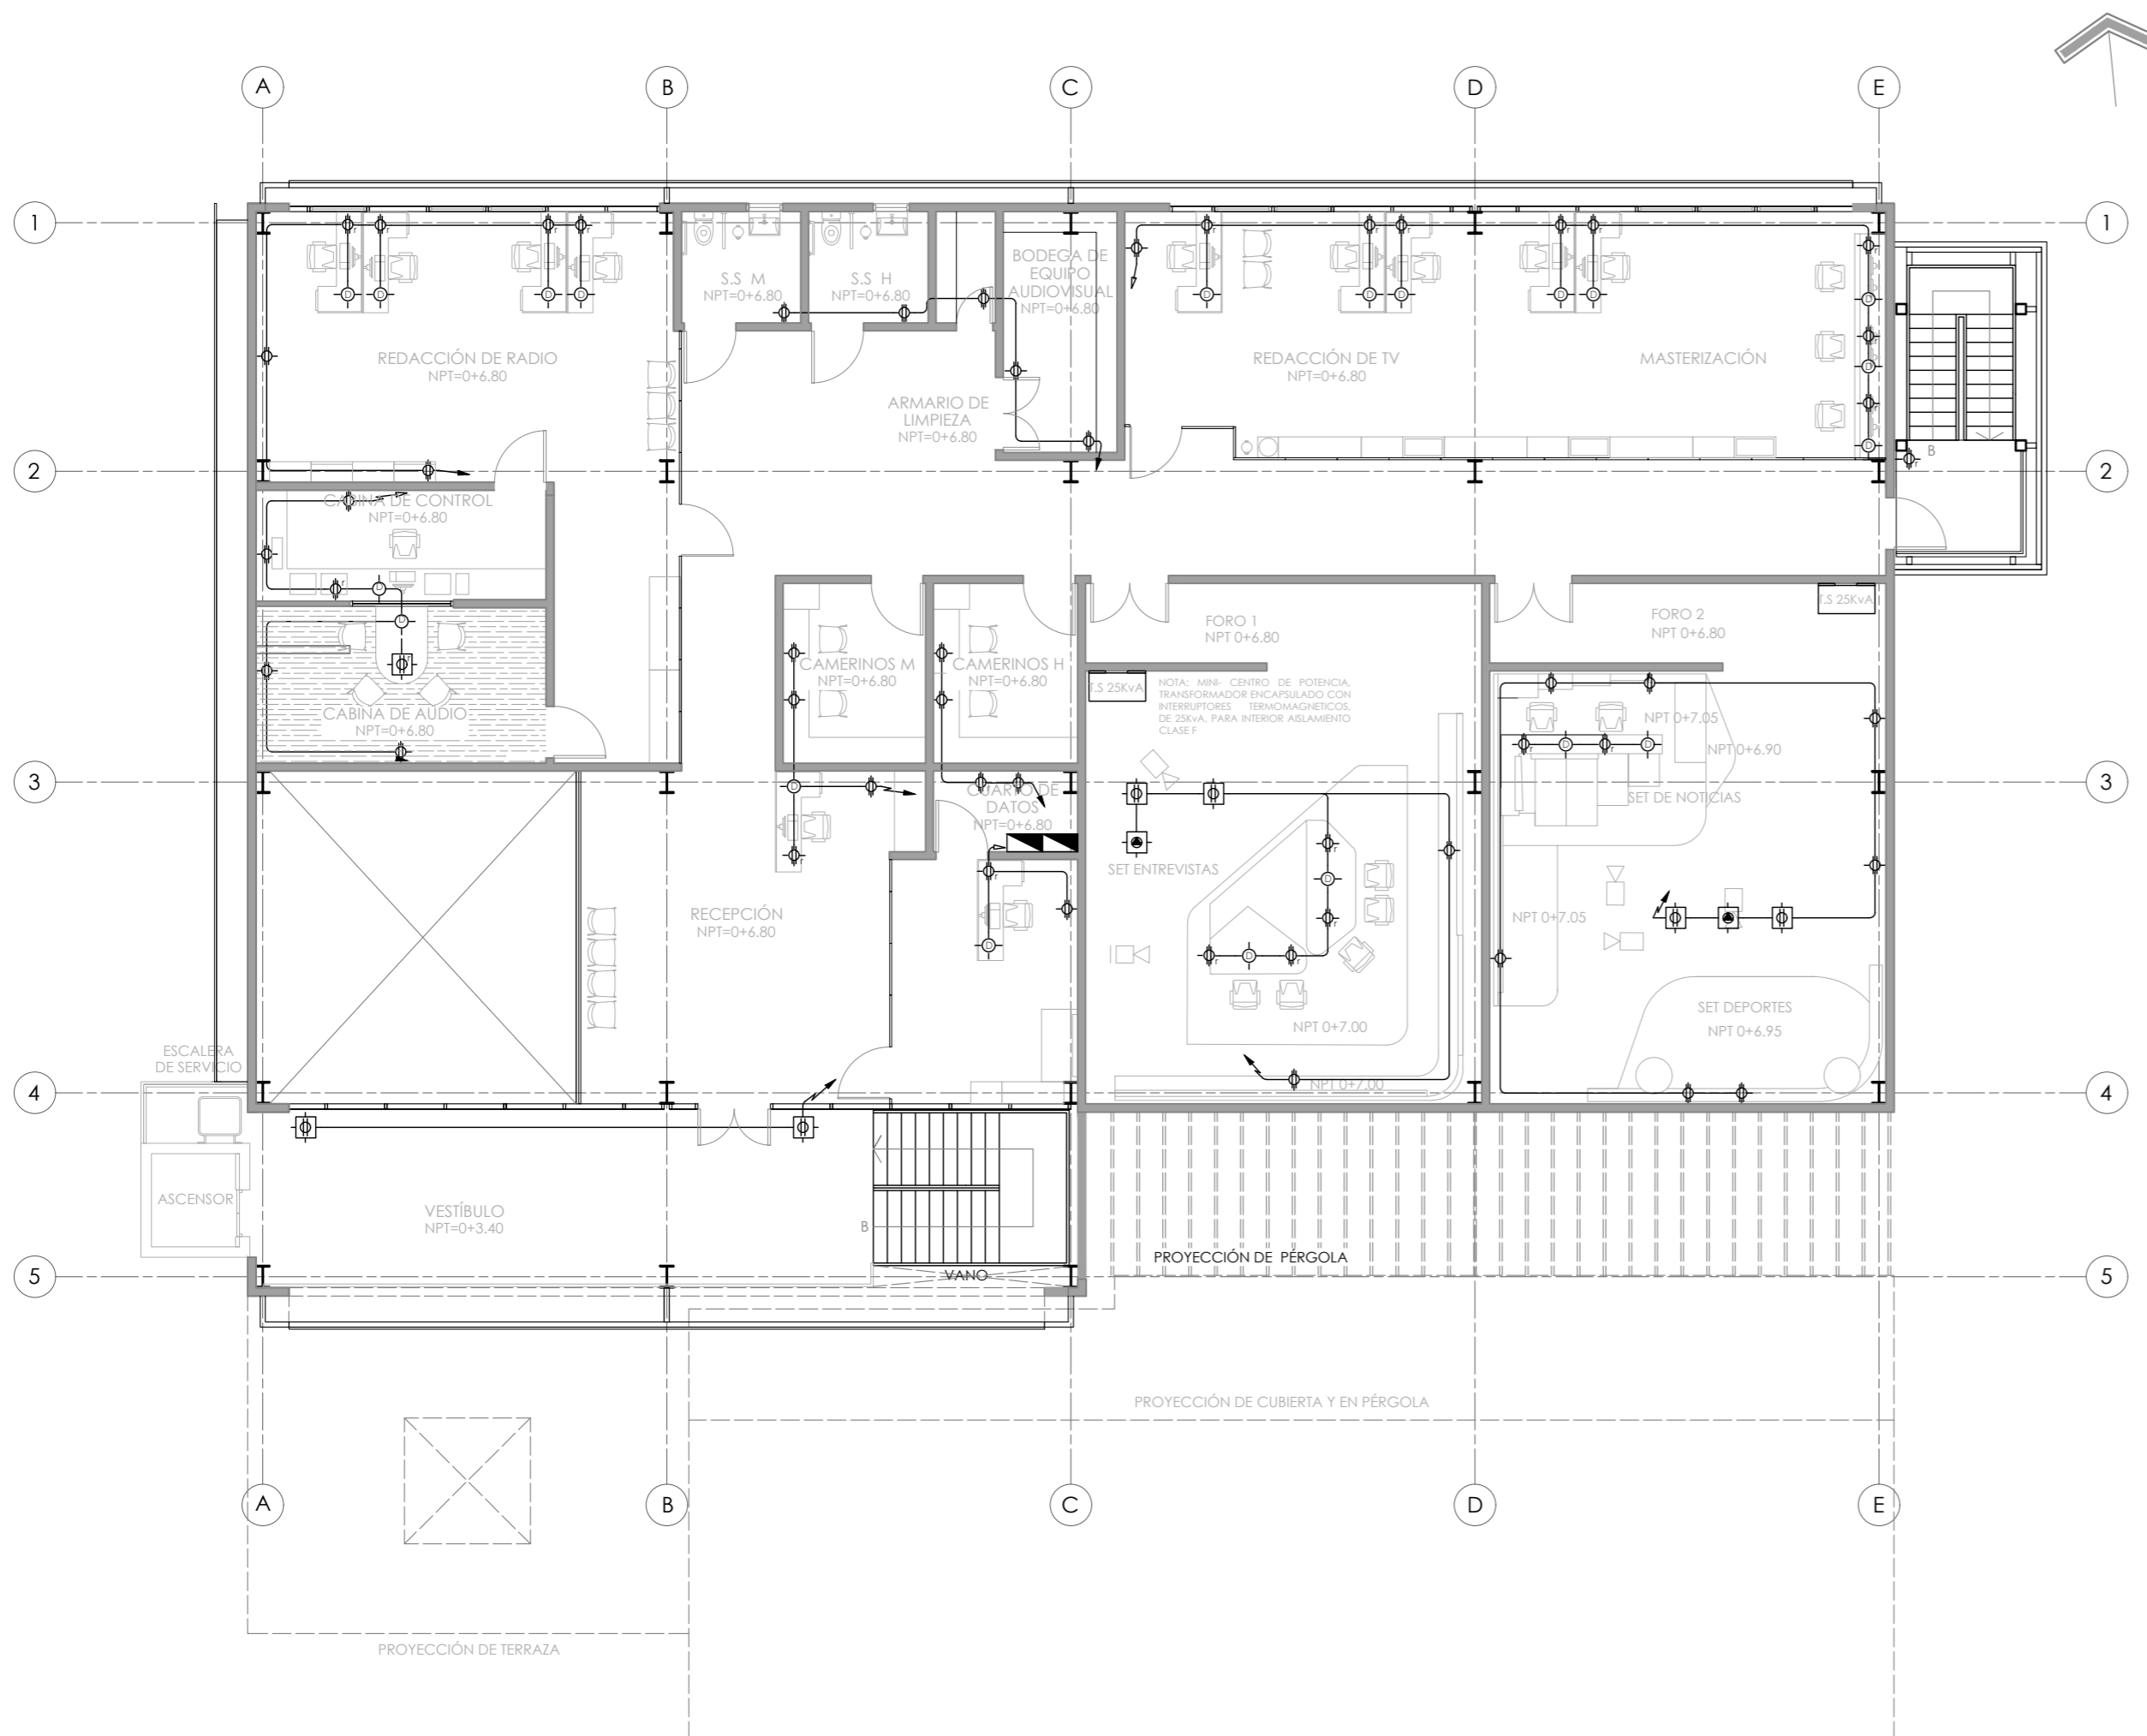 A
B
C
D
E
1
1
S.S M
NPT=0+6.80
S.S H
NPT=0+6.80
BODEGA DE
EQUIPO
AUDIOVISUAL
NPT=0+6.80
REDACCIÓN DE RADIO
NPT=0+6.80
REDACCIÓN DE TV
NPT=0+6.80
MASTERIZACIÓN
ARMARIO DE
LIMPIEZA
NPT=0+6.80
B
2
2
CABINA DE CONTROL
NPT=0+6.80
T.S 25KvA
FORO 1
NPT 0+6.80
FORO 2
NPT 0+6.80
CAMERINOS M
NPT=0+6.80
CAMERINOS H
NPT=0+6.80
T.S 25KvA
NOTA: MINI- CENTRO DE POTENCIA,
TRANSFORMADOR ENCAPSULADO CON
INTERRUPTORES TERMOMAGNETICOS,
DE 25KvA, PARA INTERIOR AISLAMIENTO
CLASE F
CABINA DE AUDIO
NPT=0+6.80
NPT 0+7.05
NPT 0+6.90
3
3
CUARTO DE
DATOS
NPT=0+6.80
SET DE NOTICIAS
SET ENTREVISTAS
RECEPCIÓN
NPT=0+6.80
NPT 0+7.05
SET DEPORTES
NPT 0+6.95
NPT 0+7.00
ESCALERA
DE SERVICIO
NPT 0+7.00
4
4
ASCENSOR
VESTÍBULO
NPT=0+3.40
B
PROYECCIÓN DE PÉRGOLA
VANO
5
5
PROYECCIÓN DE CUBIERTA Y EN PÉRGOLA
A
B
C
D
E
PROYECCIÓN DE TERRAZA